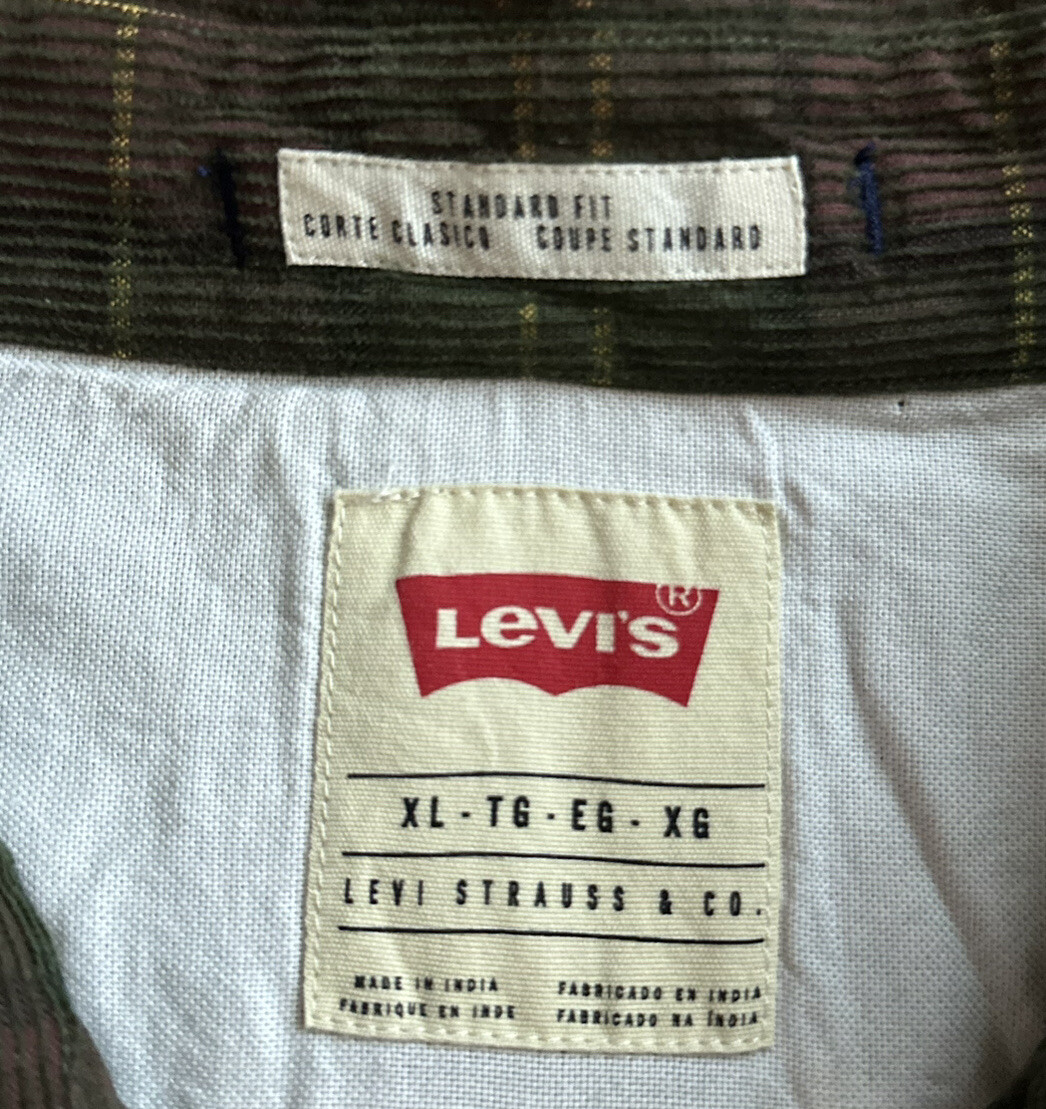 STANDARD FIT
CORTE CLASICO COUPE STANDARD
LEVI'S ®
XL - TG - EG - XG
LEVI STRAUSS & CO.
MADE IN INDIA FABRICADO EN INDIA
FABRIQUE EN INDE FABRICADO NA ÍNDIA